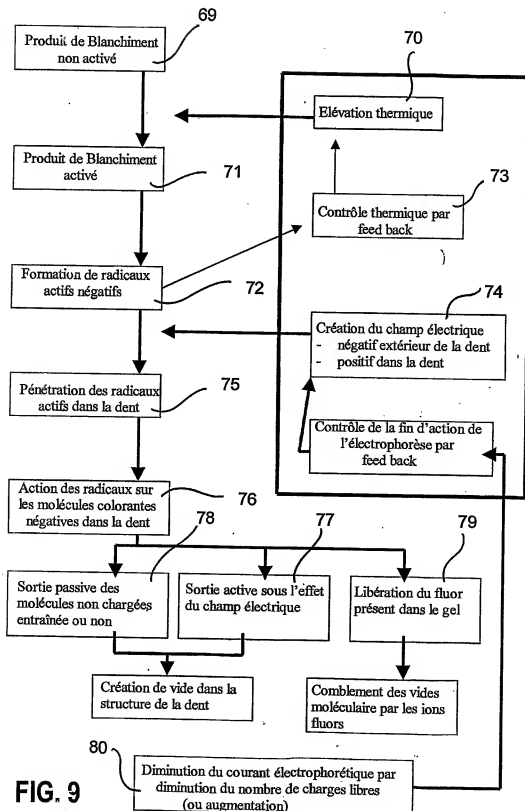 69
Produit de Blanchiment
non activé
70
Elévation thermique
Produit de Blanchiment
activé
71
73
Contrôle thermique par
feed back
Formation de radicaux
actifs négatifs
72
74
Création du champ électrique
- négatif extérieur de la dent
- positif dans la dent
75
Pénétration des radicaux
actifs dans la dent
Contrôle de la fin d'action de
l'électrophorèse par
feed back
Action des radicaux sur
les molécules colorantes
négatives dans la dent
76
78
77
79
Sortie passive des
molécules non chargées
entraînée ou non
Sortie active sous l'effet
du champ électrique
Libération du fluor
présent dans le gel
Création de vide dans la
structure de la dent
Comblement des vides
moléculaire par les ions
fluors
80
Diminution du courant électrophorétique par
diminution du nombre de charges libres
(ou augmentation)
FIG. 9